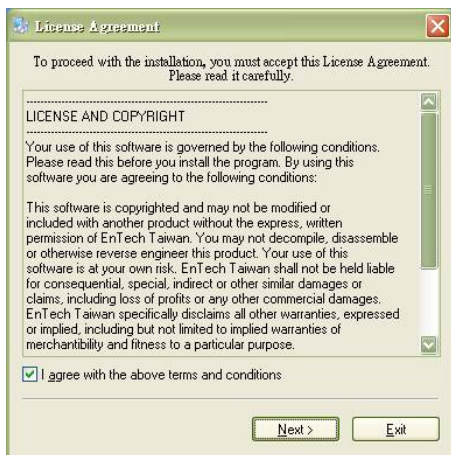 License Agreement
To proceed with the installation, you must accept this License Agreement.
Please read it carefully.
------------------------------------------------------------
LICENSE AND COPYRIGHT
------------------------------------------------------------
Your use of this software is governed by the following conditions.
Please read this before you install the program. By using this
software you are agreeing to the following conditions:
This software is copyrighted and may not be modified or
included with another product without the express, written
permission of EnTech Taiwan. You may not decompile, disassemble
or otherwise reverse engineer this product. Your use of this
software is at your own risk. EnTech Taiwan shall not be held liable
for consequential, special, indirect or other similar damages or
claims, including loss of profits or any other commercial damages.
EnTech Taiwan specifically disclaims all other warranties, expressed
or implied, including but not limited to implied warranties of
merchantibility and fitness to a particular purpose.
I agree with the above terms and conditions
Next >
Exit